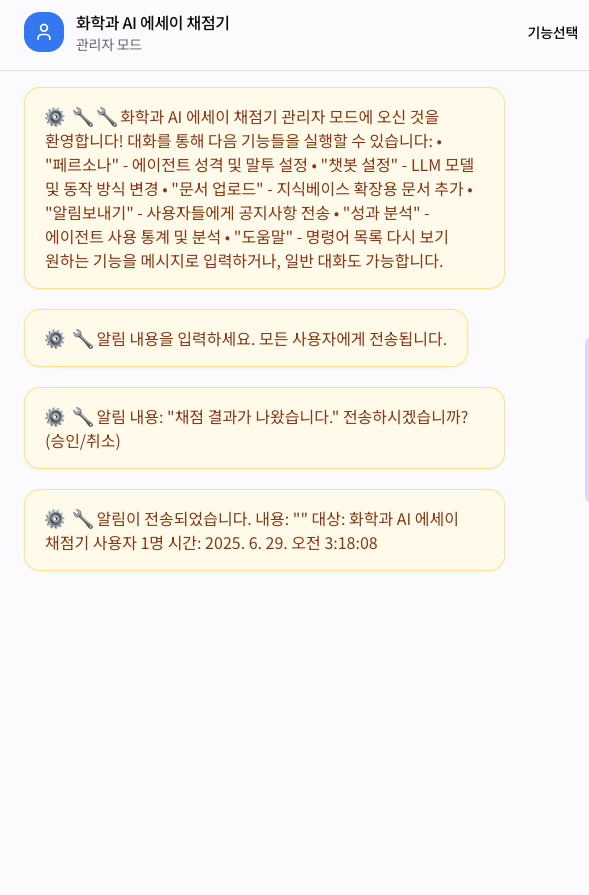 화학과 AI 에세이 채점기
관리자 모드
기능선택
⚙️ 🔧🔧 화학과 AI 에세이 채점기 관리자 모드에 오신 것을
환영합니다! 대화를 통해 다음 기능들을 실행할 수 있습니다: •
"페르소나" - 에이전트 성격 및 말투 설정 • "챗봇 설정" - LLM 모델
및 동작 방식 변경 • "문서 업로드" - 지식베이스 확장용 문서 추가 •
"알림보내기" - 사용자들에게 공지사항 전송 • "성과 분석" -
에이전트 사용 통계 및 분석 • "도움말" - 명령어 목록 다시 보기
원하는 기능을 메시지로 입력하거나, 일반 대화도 가능합니다.
⚙️ 🔧 알림 내용을 입력하세요. 모든 사용자에게 전송됩니다.
⚙️ 🔧 알림 내용: "채점 결과가 나왔습니다." 전송하시겠습니까?
(승인/취소)
⚙️ 🔧 알림이 전송되었습니다. 내용: "" 대상: 화학과 AI 에세이
채점기 사용자 1명 시간: 2025. 6. 29. 오전 3:18:08